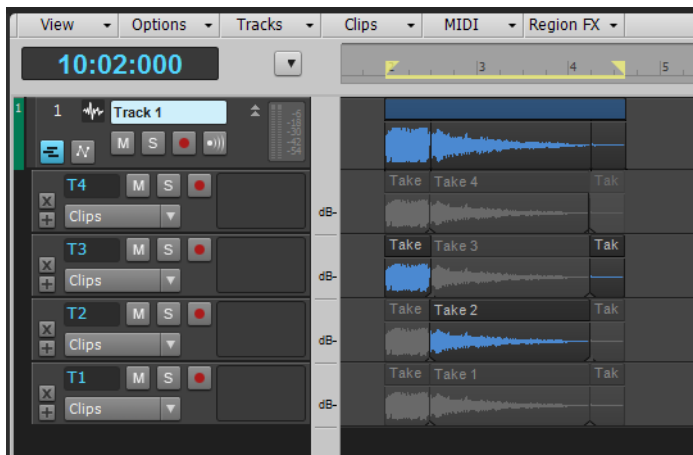 View Options Tracks Clips MIDI Region FX
10:02:000
2 3 4 5
1 1 Track 1
M S
T4 M S Take Take 4 Tak
Clips dB-
T3 M S Take Take 3 Tak
Clips dB-
T2 M S Take Take 2 Tak
Clips dB-
T1 M S Take Take 1 Tak
Clips dB-